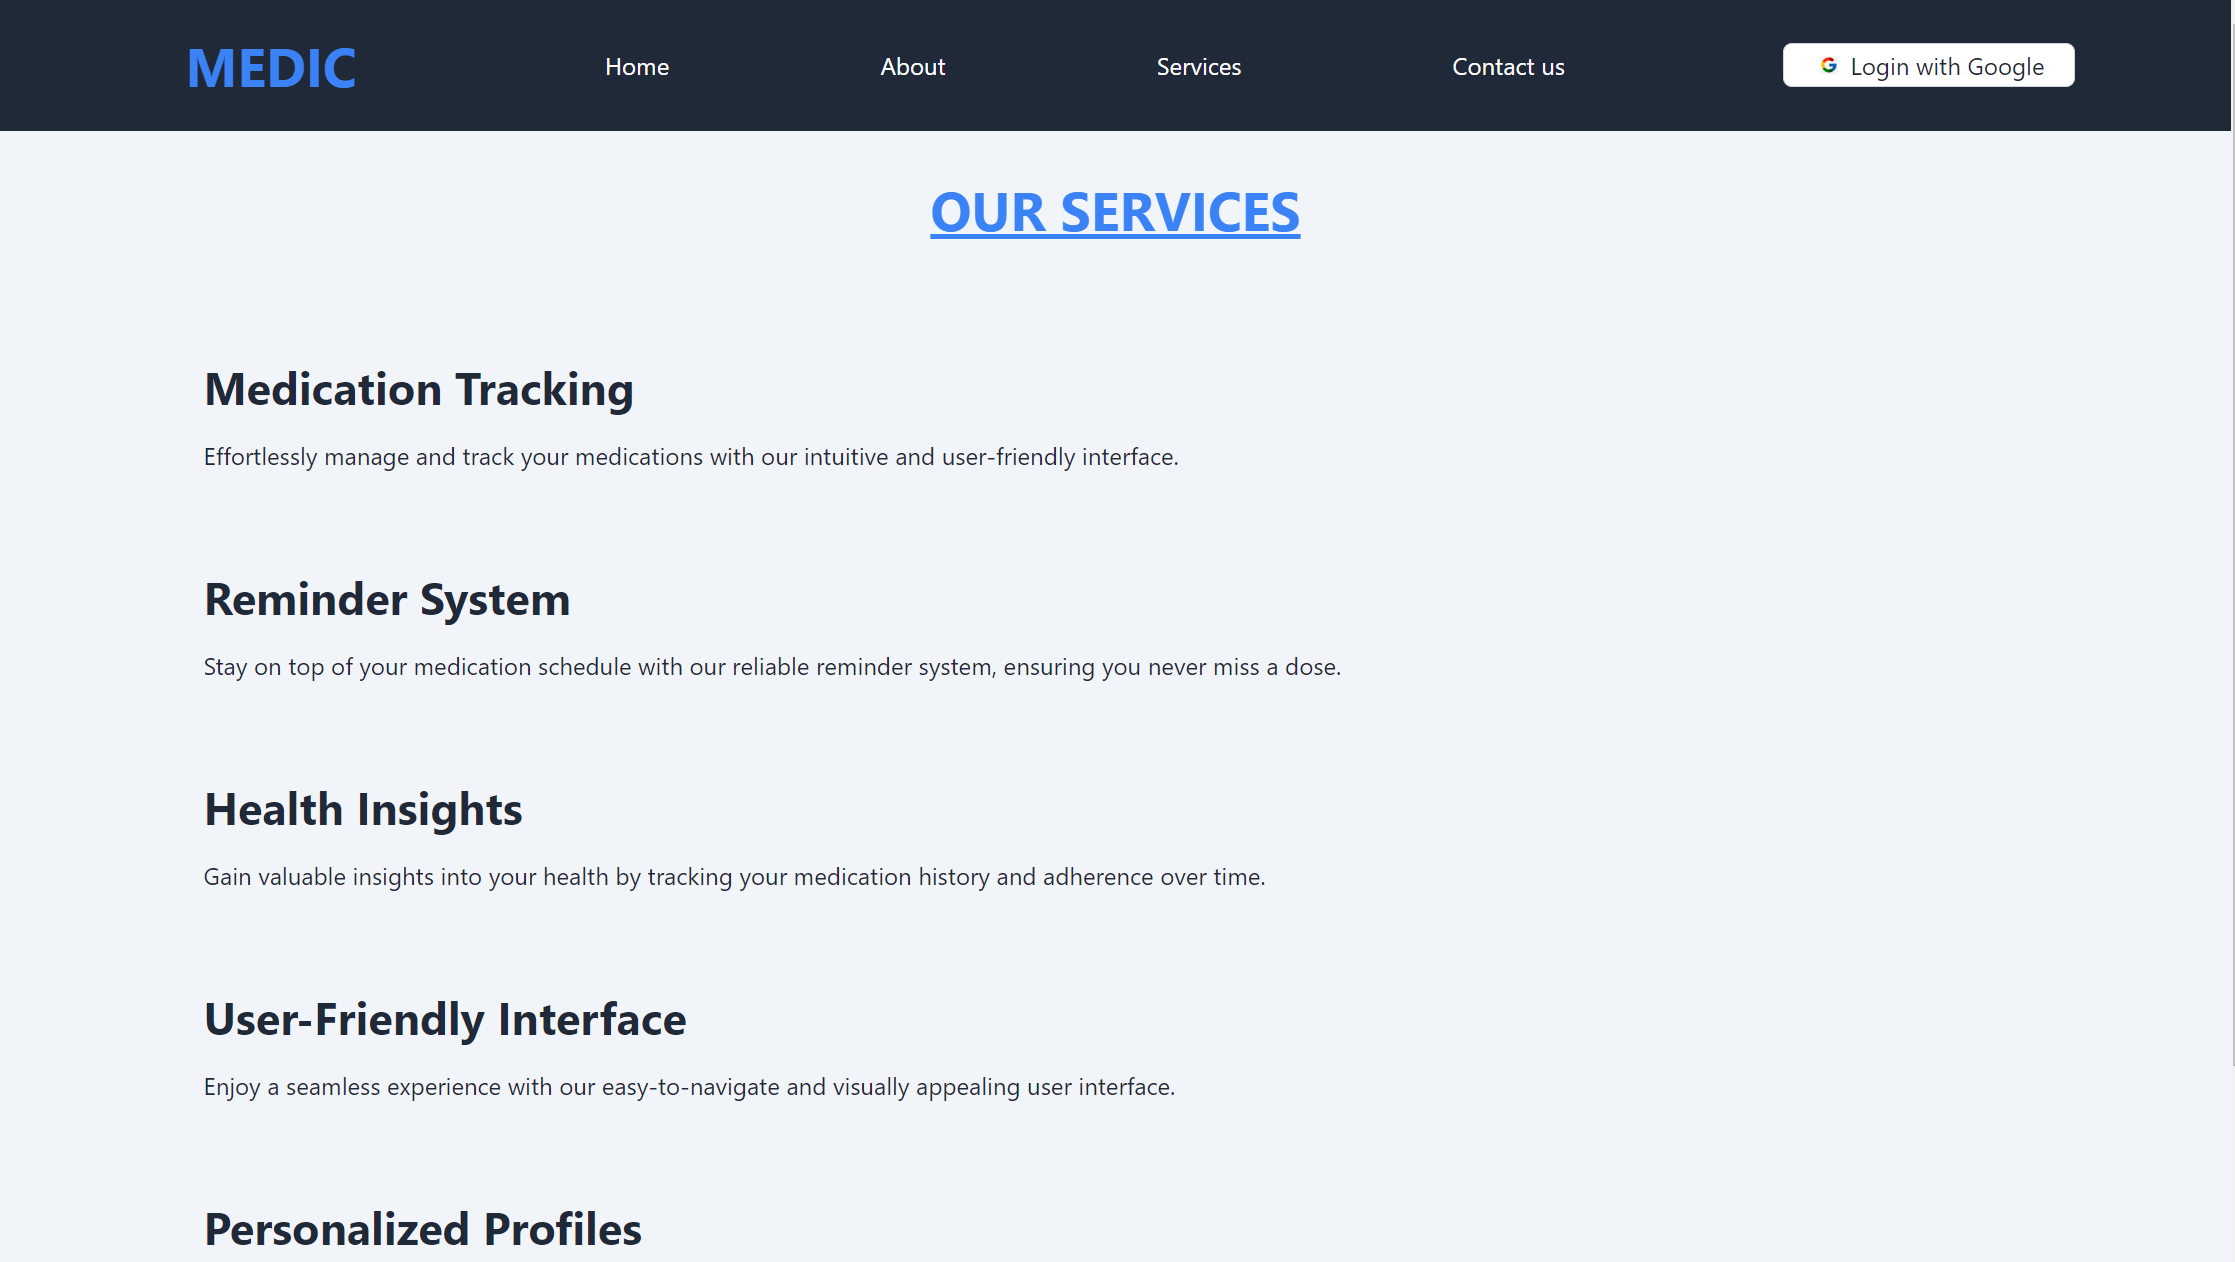 MEDIC
Home
About
Services
Contact us
Login with Google
OUR SERVICES
Medication Tracking
Effortlessly manage and track your medications with our intuitive and user-friendly interface.
Reminder System
Stay on top of your medication schedule with our reliable reminder system, ensuring you never miss a dose.
Health Insights
Gain valuable insights into your health by tracking your medication history and adherence over time.
User-Friendly Interface
Enjoy a seamless experience with our easy-to-navigate and visually appealing user interface.
Personalized Profiles